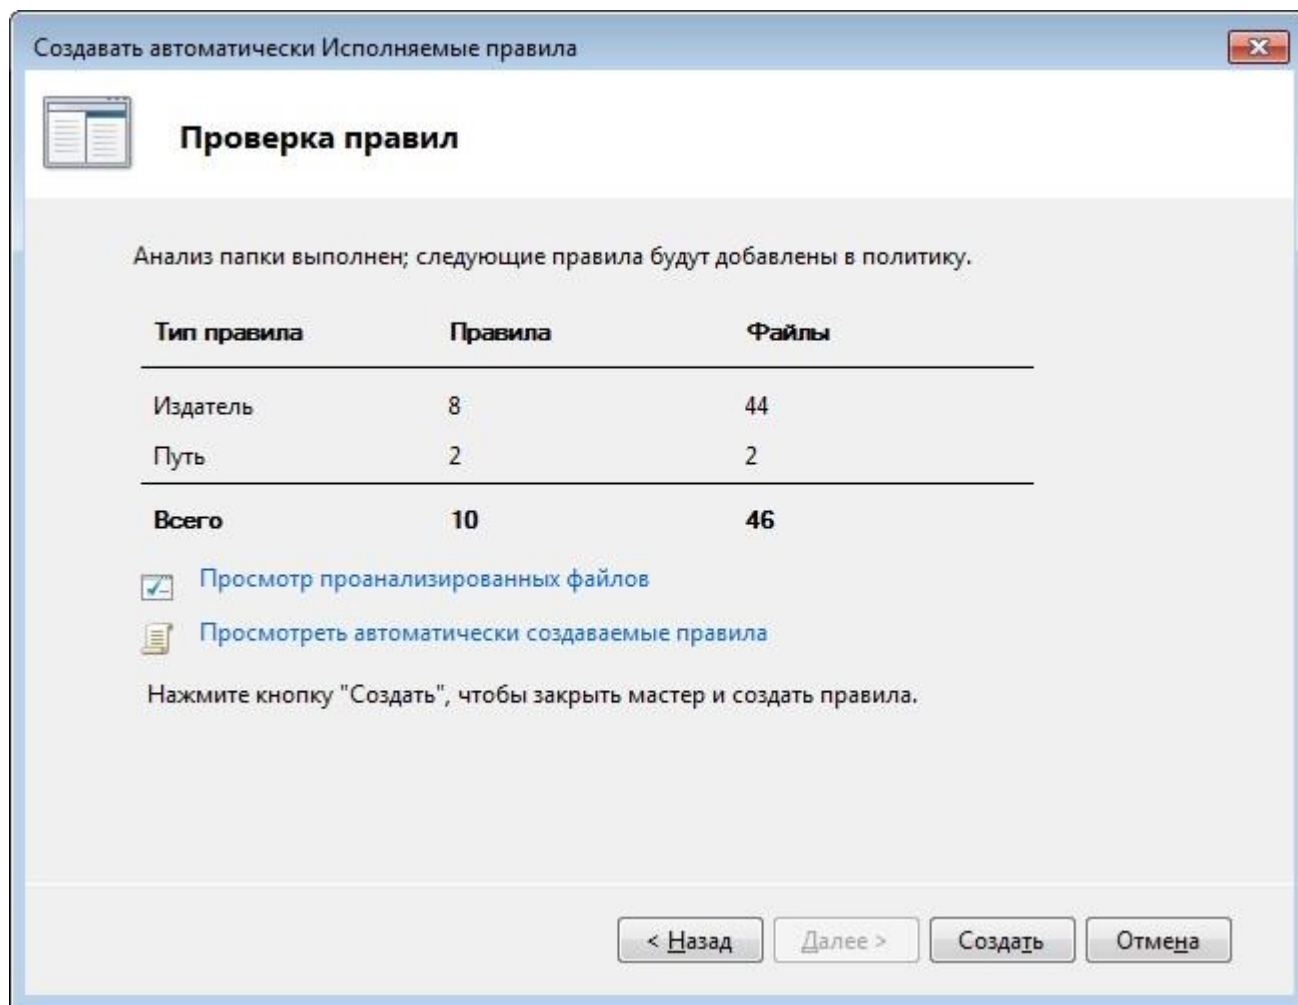 Создавать автоматически Исполняемые правила
Проверка правил
Анализ папки выполнен; следующие правила будут добавлены в политику.
Тип правила Правила Файлы
Издатель 8 44
Путь 2 2
Всего 10 46
Просмотр проанализированных файлов
Просмотреть автоматически создаваемые правила
Нажмите кнопку "Создать", чтобы закрыть мастер и создать правила.
< Назад Далее > Создать Отмена